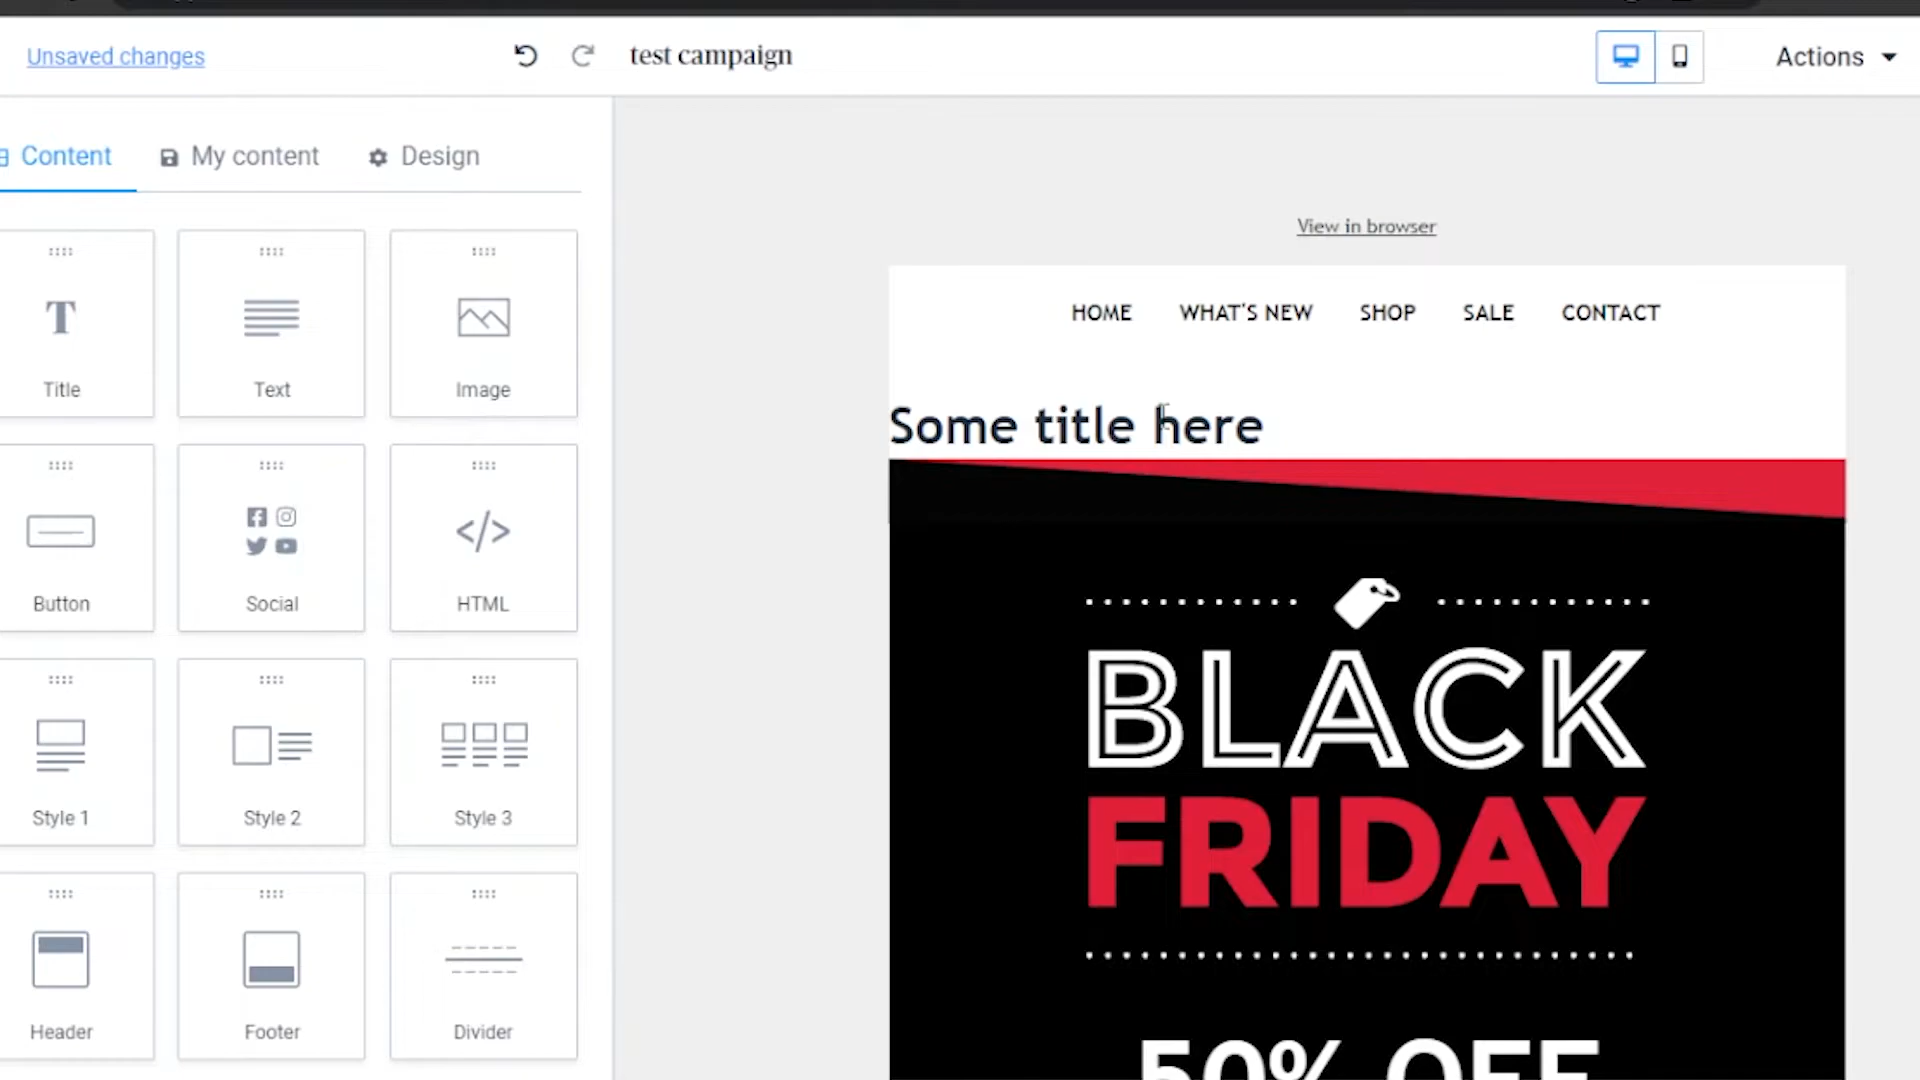 Unsaved changes
test campaign
Actions
Content
My content
Design
Title
Text
Image
Button
Social
</>
HTML
Style 1
Style 2
Style 3
Header
Footer
Divider
View in browser
HOME WHAT'S NEW SHOP SALE CONTACT
Some title here
BLACK
FRIDAY
50% OFF